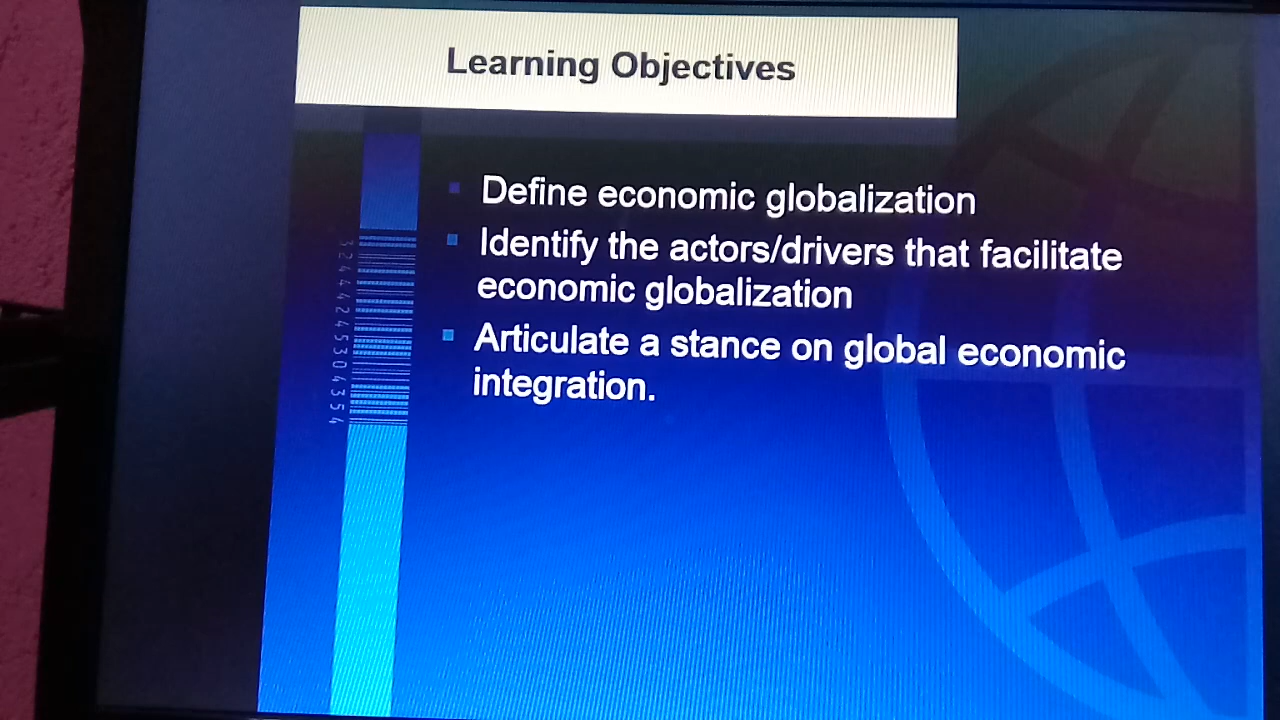 Learning Objectives
Define economic globalization
Identify the actors/drivers that facilitate
economic globalization
Articulate a stance on global economic
integration.
32444245304354